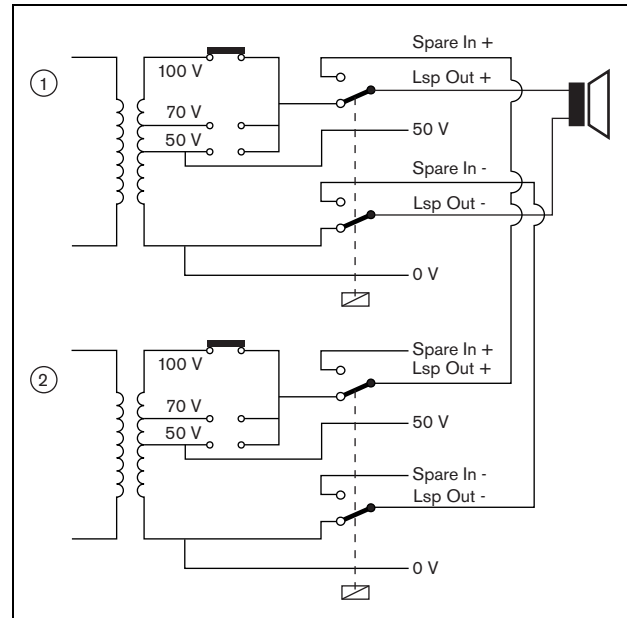 1
Spare In +
100 V
Lsp Out +
70 V
50 V
50 V
Spare In -
Lsp Out -
0 V
2
Spare In +
100 V
Lsp Out +
70 V
50 V
50 V
Spare In -
Lsp Out -
0 V